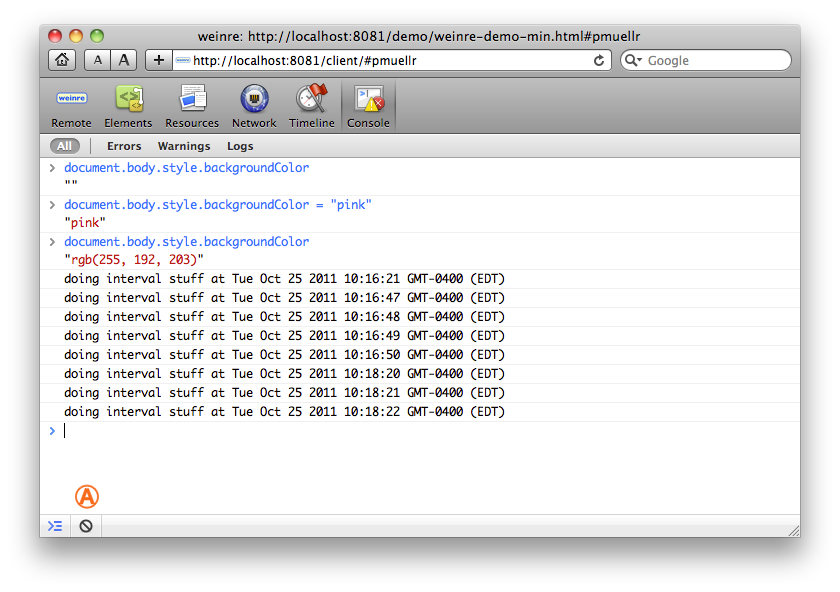 weinre: http://localhost:8081/demo/weinre-demo-min.html#pmuellr
A A + http://localhost:8081/client/#pmuellr Google
weinre
Remote Elements Resources Network Timeline Console
All Errors Warnings Logs
> document.body.style.backgroundColor
""
> document.body.style.backgroundColor = "pink"
"pink"
> document.body.style.backgroundColor
"rgb(255, 192, 203)"
doing interval stuff at Tue Oct 25 2011 10:16:21 GMT-0400 (EDT)
doing interval stuff at Tue Oct 25 2011 10:16:47 GMT-0400 (EDT)
doing interval stuff at Tue Oct 25 2011 10:16:48 GMT-0400 (EDT)
doing interval stuff at Tue Oct 25 2011 10:16:49 GMT-0400 (EDT)
doing interval stuff at Tue Oct 25 2011 10:16:50 GMT-0400 (EDT)
doing interval stuff at Tue Oct 25 2011 10:18:20 GMT-0400 (EDT)
doing interval stuff at Tue Oct 25 2011 10:18:21 GMT-0400 (EDT)
doing interval stuff at Tue Oct 25 2011 10:18:22 GMT-0400 (EDT)
>
A